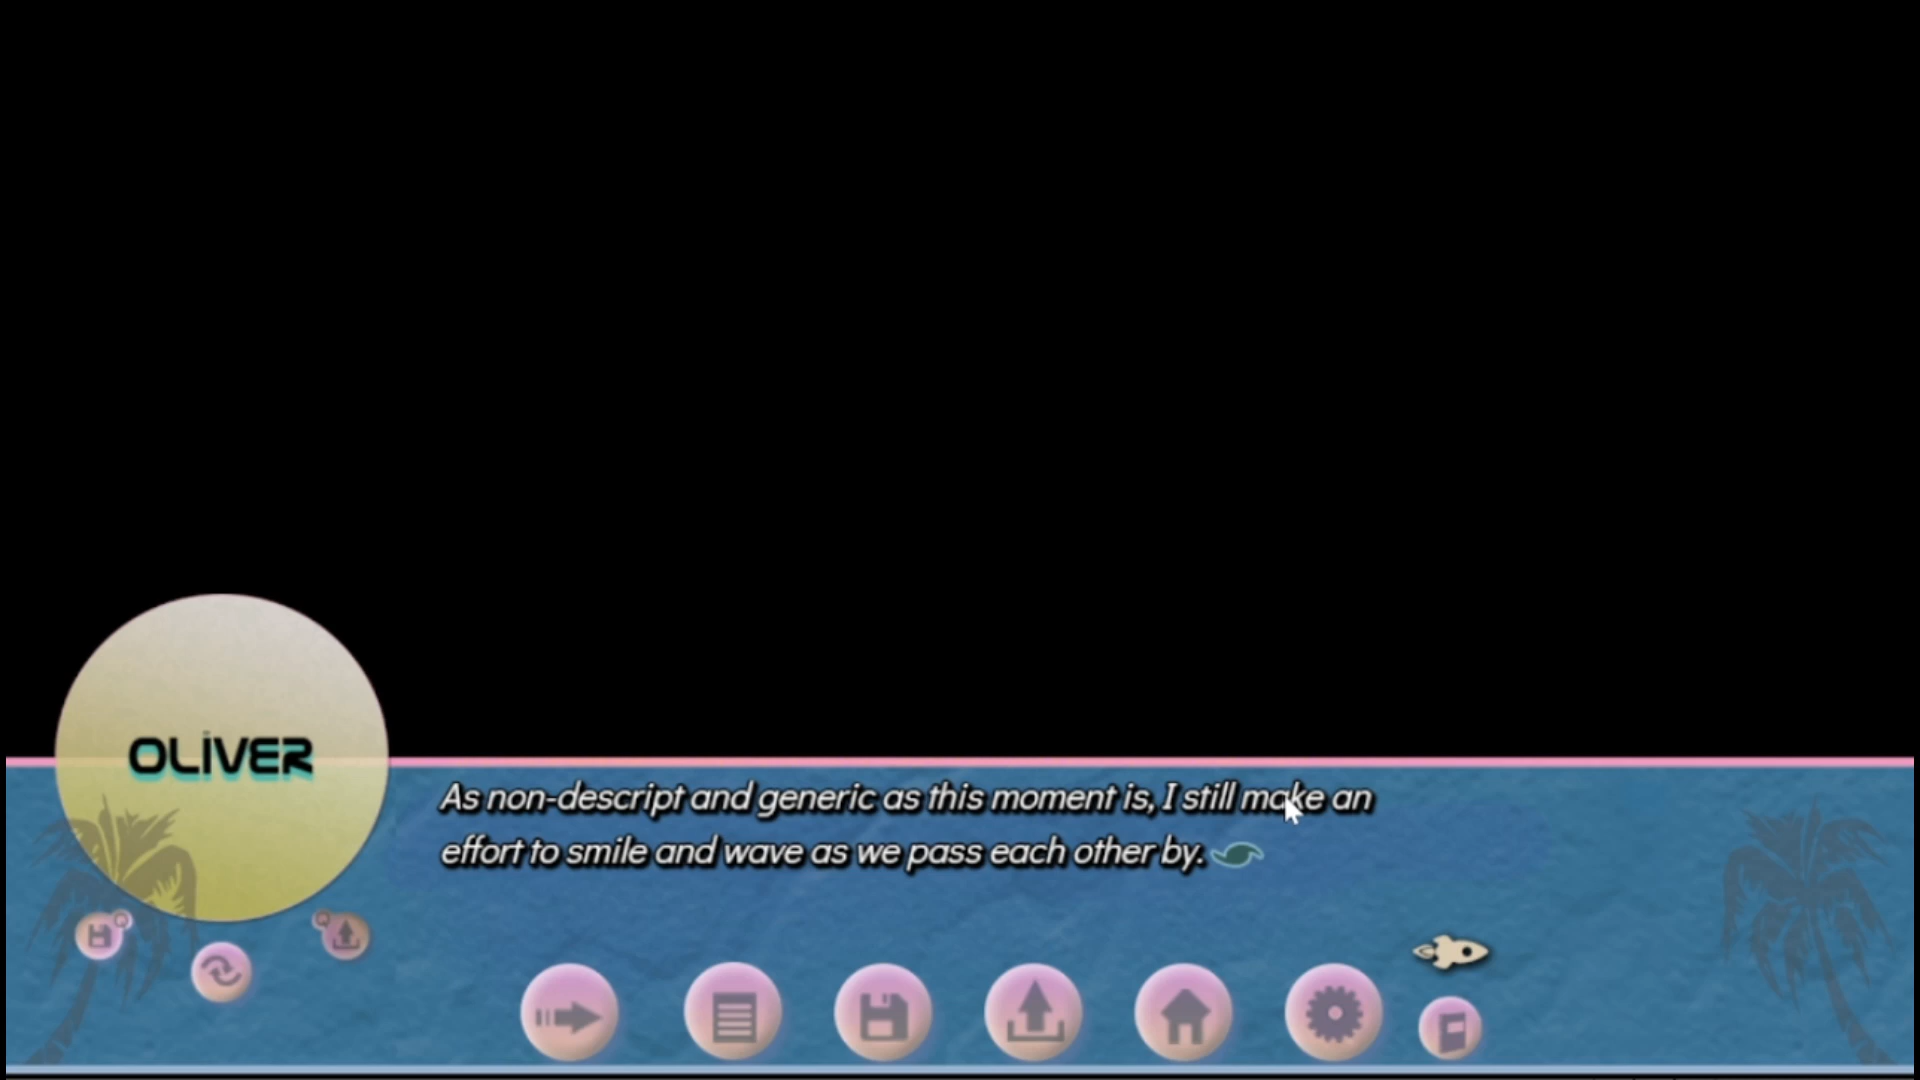 OLiVER
As non-descript and generic as this moment is, I still make an
effort to smile and wave as we pass each other by.
Q
Q